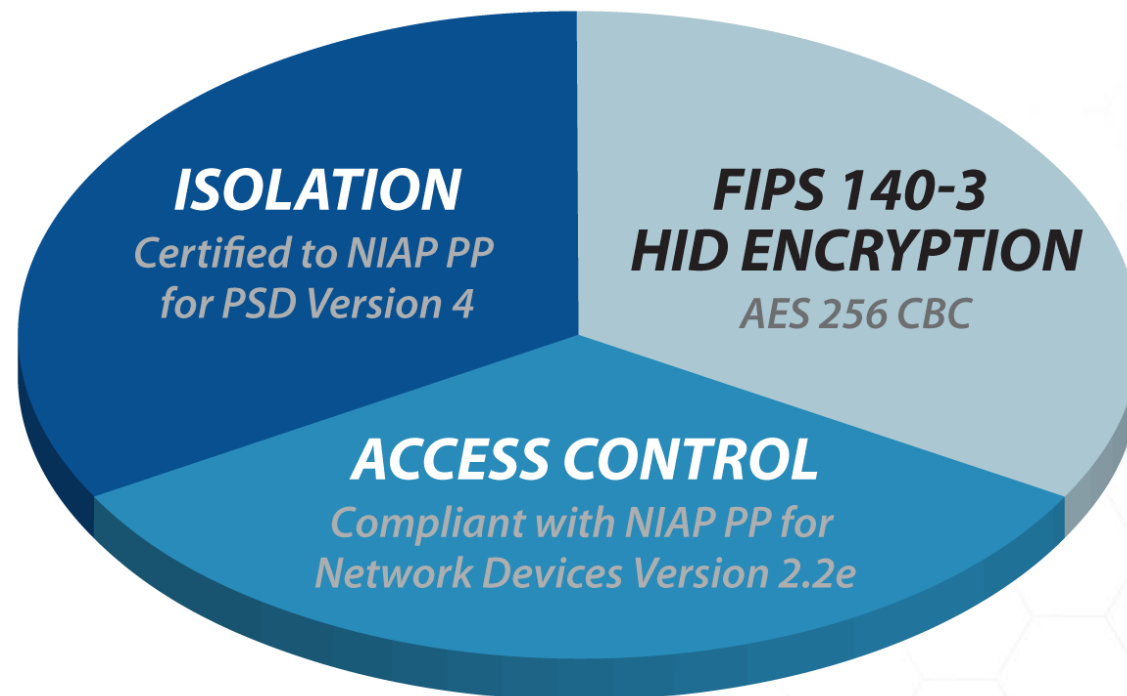 ISOLATION
Certified to NIAP PP
for PSD Version 4
FIPS 140-3
HID ENCRYPTION
AES 256 CBC
ACCESS CONTROL
Compliant with NIAP PP for
Network Devices Version 2.2e